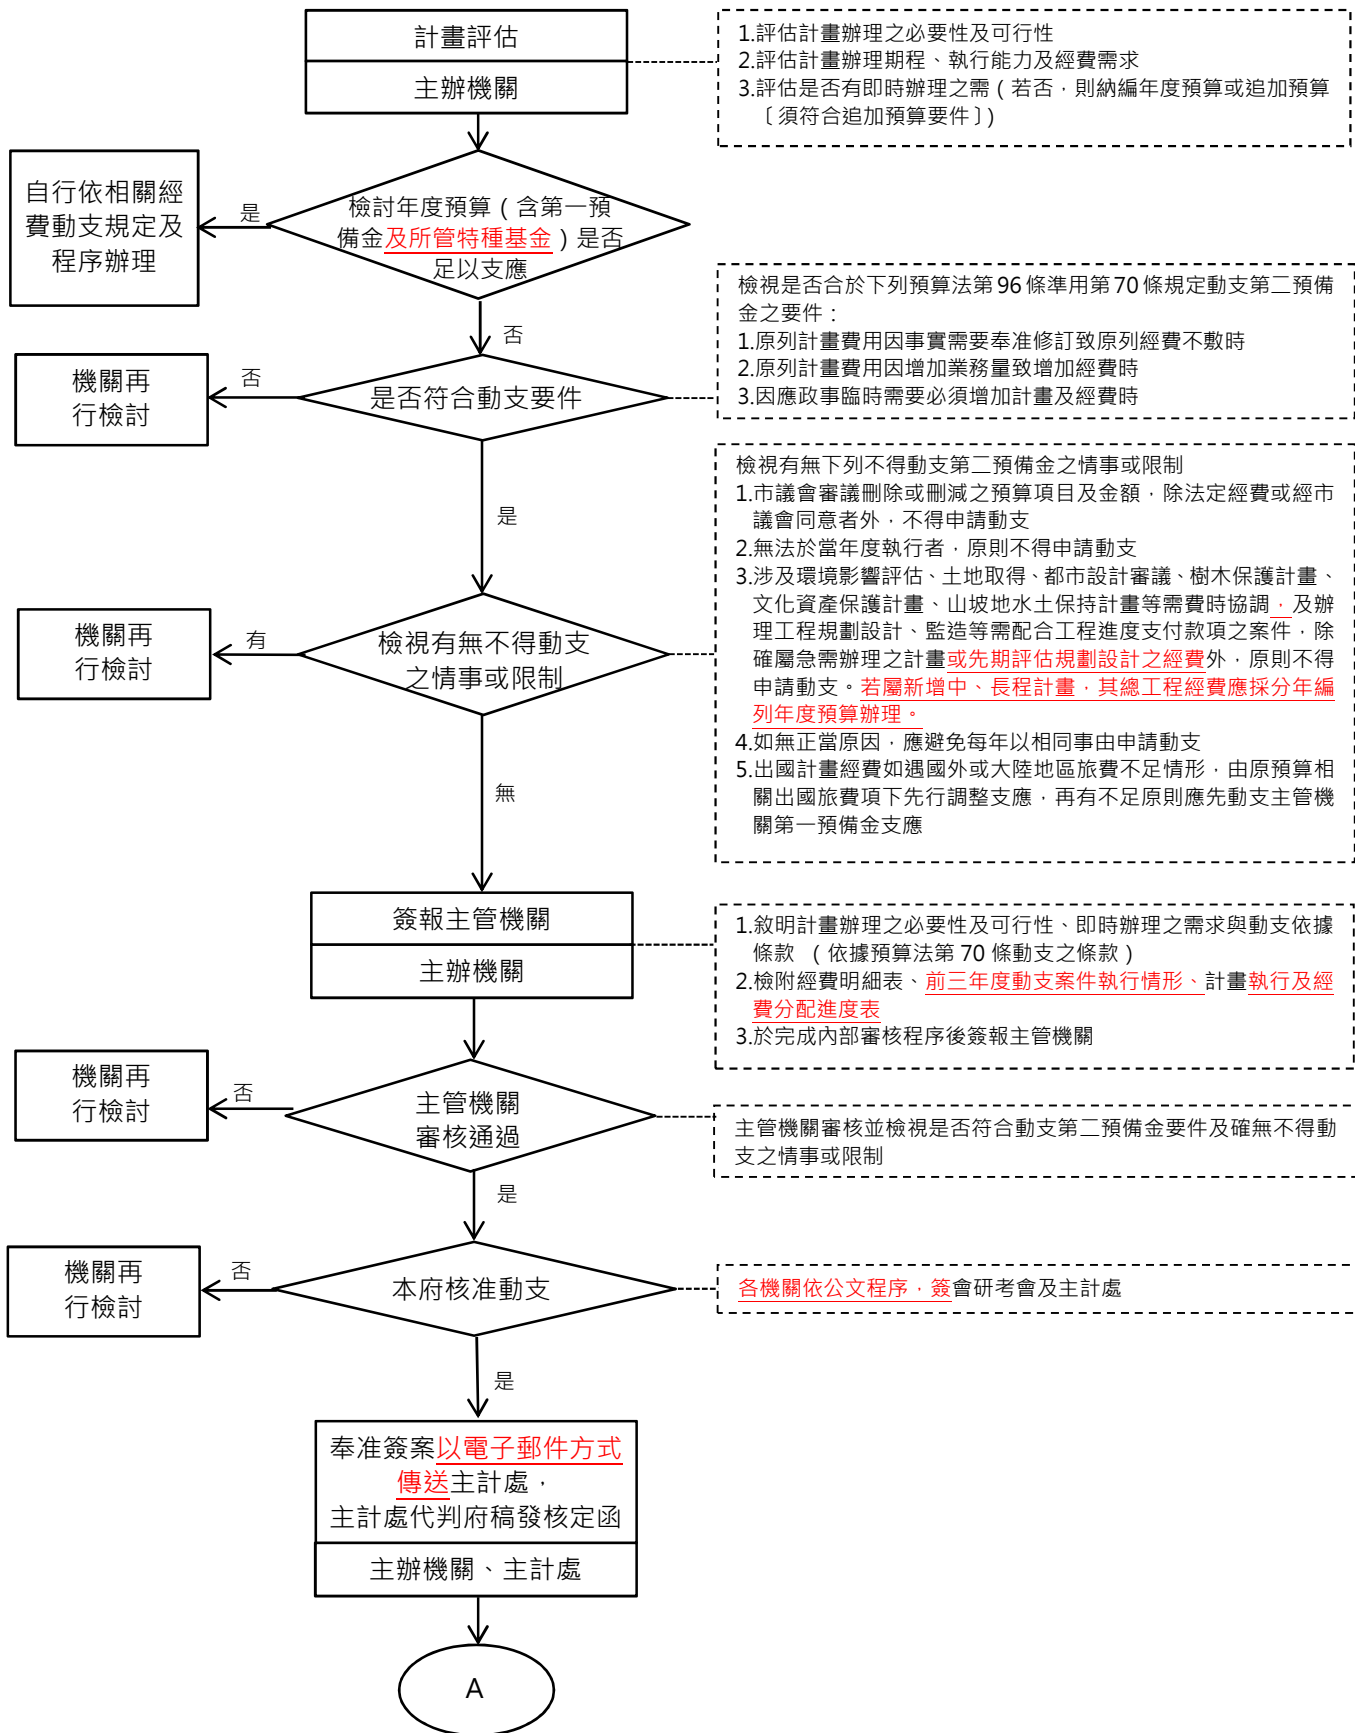 計畫評估
主辦機關
1.評估計畫辦理之必要性及可行性
2.評估計畫辦理期程、執行能力及經費需求
3.評估是否有即時辦理之需（若否，則納編年度預算或追加預算
〔須符合追加預算要件〕）
自行依相關經
費動支規定及
程序辦理
是
檢討年度預算（含第一預
備金及所管特種基金）是否
足以支應
否
檢視是否合於下列預算法第96條準用第70條規定動支第二預備
金之要件：
1.原列計畫費用因事實需要奉准修訂致原列經費不敷時
2.原列計畫費用因增加業務量致增加經費時
3.因應政事臨時需要必須增加計畫及經費時
機關再
行檢討
否
是否符合動支要件
是
檢視有無下列不得動支第二預備金之情事或限制
1.市議會審議刪除或刪減之預算項目及金額，除法定經費或經市
議會同意者外，不得申請動支
2.無法於當年度執行者，原則不得申請動支
3.涉及環境影響評估、土地取得、都市設計審議、樹木保護計畫、
文化資產保護計畫、山坡地水土保持計畫等需費時協調，及辦
理工程規劃設計、監造等需配合工程進度支付款項之案件，除
確屬急需辦理之計畫或先期評估規劃設計之經費外，原則不得
申請動支。若屬新增中、長程計畫，其總工程經費應採分年編
列年度預算辦理。
4.如無正當原因，應避免每年以相同事由申請動支
5.出國計畫經費如遇國外或大陸地區旅費不足情形，由原預算相
關出國旅費項下先行調整支應，再有不足原則應先動支主管機
關第一預備金支應
機關再
行檢討
有
檢視有無不得動支
之情事或限制
無
簽報主管機關
主辦機關
1.敘明計畫辦理之必要性及可行性、即時辦理之需求與動支依據
條款 （依據預算法第70條動支之條款）
2.檢附經費明細表、前三年度動支案件執行情形、計畫執行及經
費分配進度表
3.於完成內部審核程序後簽報主管機關
機關再
行檢討
否
主管機關
審核通過
是
主管機關審核並檢視是否符合動支第二預備金要件及確無不得動
支之情事或限制
機關再
行檢討
否
本府核准動支
是
各機關依公文程序，簽會研考會及主計處
奉准簽案以電子郵件方式
傳送主計處，
主計處代判府稿發核定函
主辦機關、主計處
A